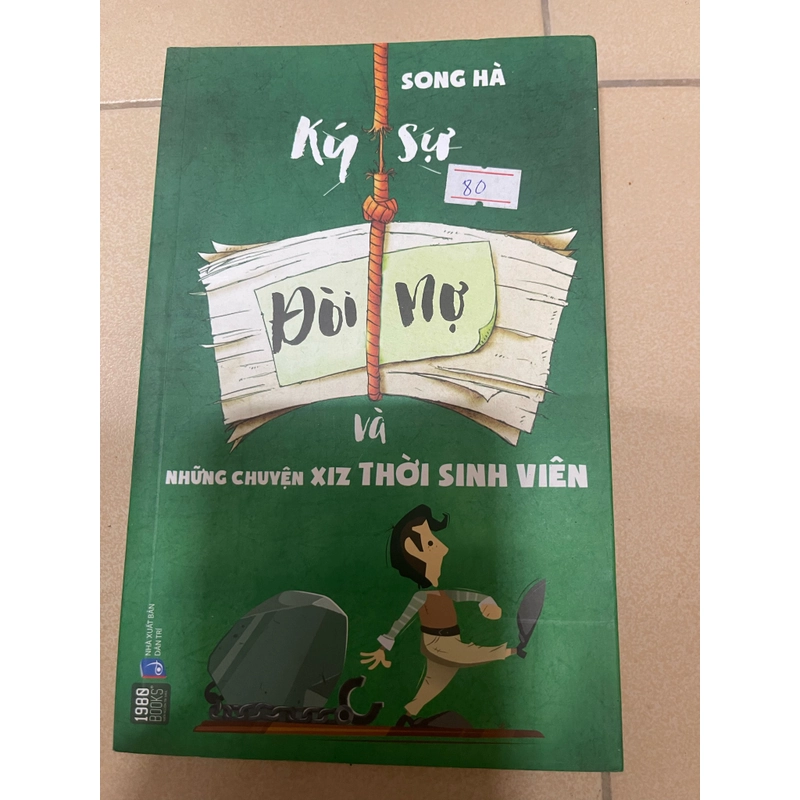 SONG HÀ
Ký Sự
80
Đòi Nợ
và
NHỮNG CHUYỆN XIZ THỜI SINH VIÊN
NHÀ XUẤT BẢN
DÂN TRÍ
1980
BOOKS